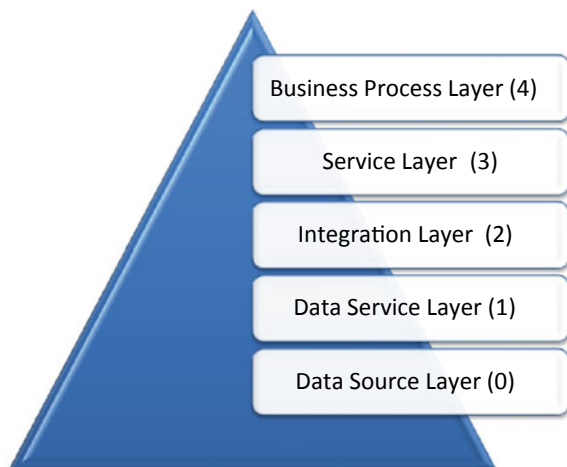 Business Process Layer (4)
Service Layer  (3)
Integration Layer  (2)
Data Service Layer (1)
Data Source Layer (0)